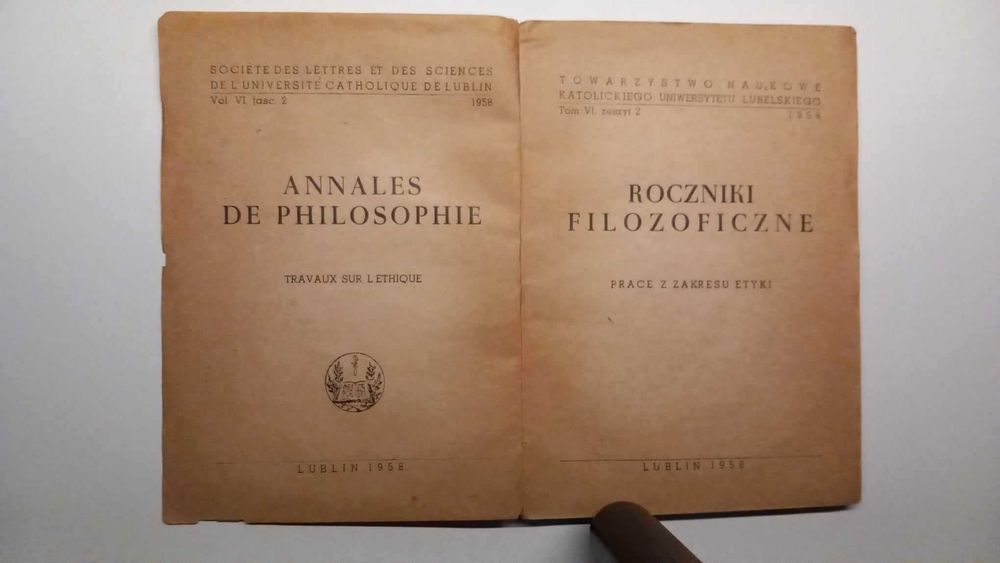 SOCIETE DES LETTRES ET DES SCIENCES
DE L'UNIVERSITE CATHOLIQUE DE LUBLIN
Vol VI, fasc. 2 1958
ANNALES
DE PHILOSOPHIE
TRAVAUX SUR L'ETHIQUE
LUBLIN 1958
TOWARZYSTWO NAUKOWE
KATOLICKIEGO UNIWERSYTETU LUBELSKIEGO
Tom VI, zeszyt 2 1958
ROCZNIKI
FILOZOFICZNE
PRACE Z ZAKRESU ETYKI
LUBLIN 1958